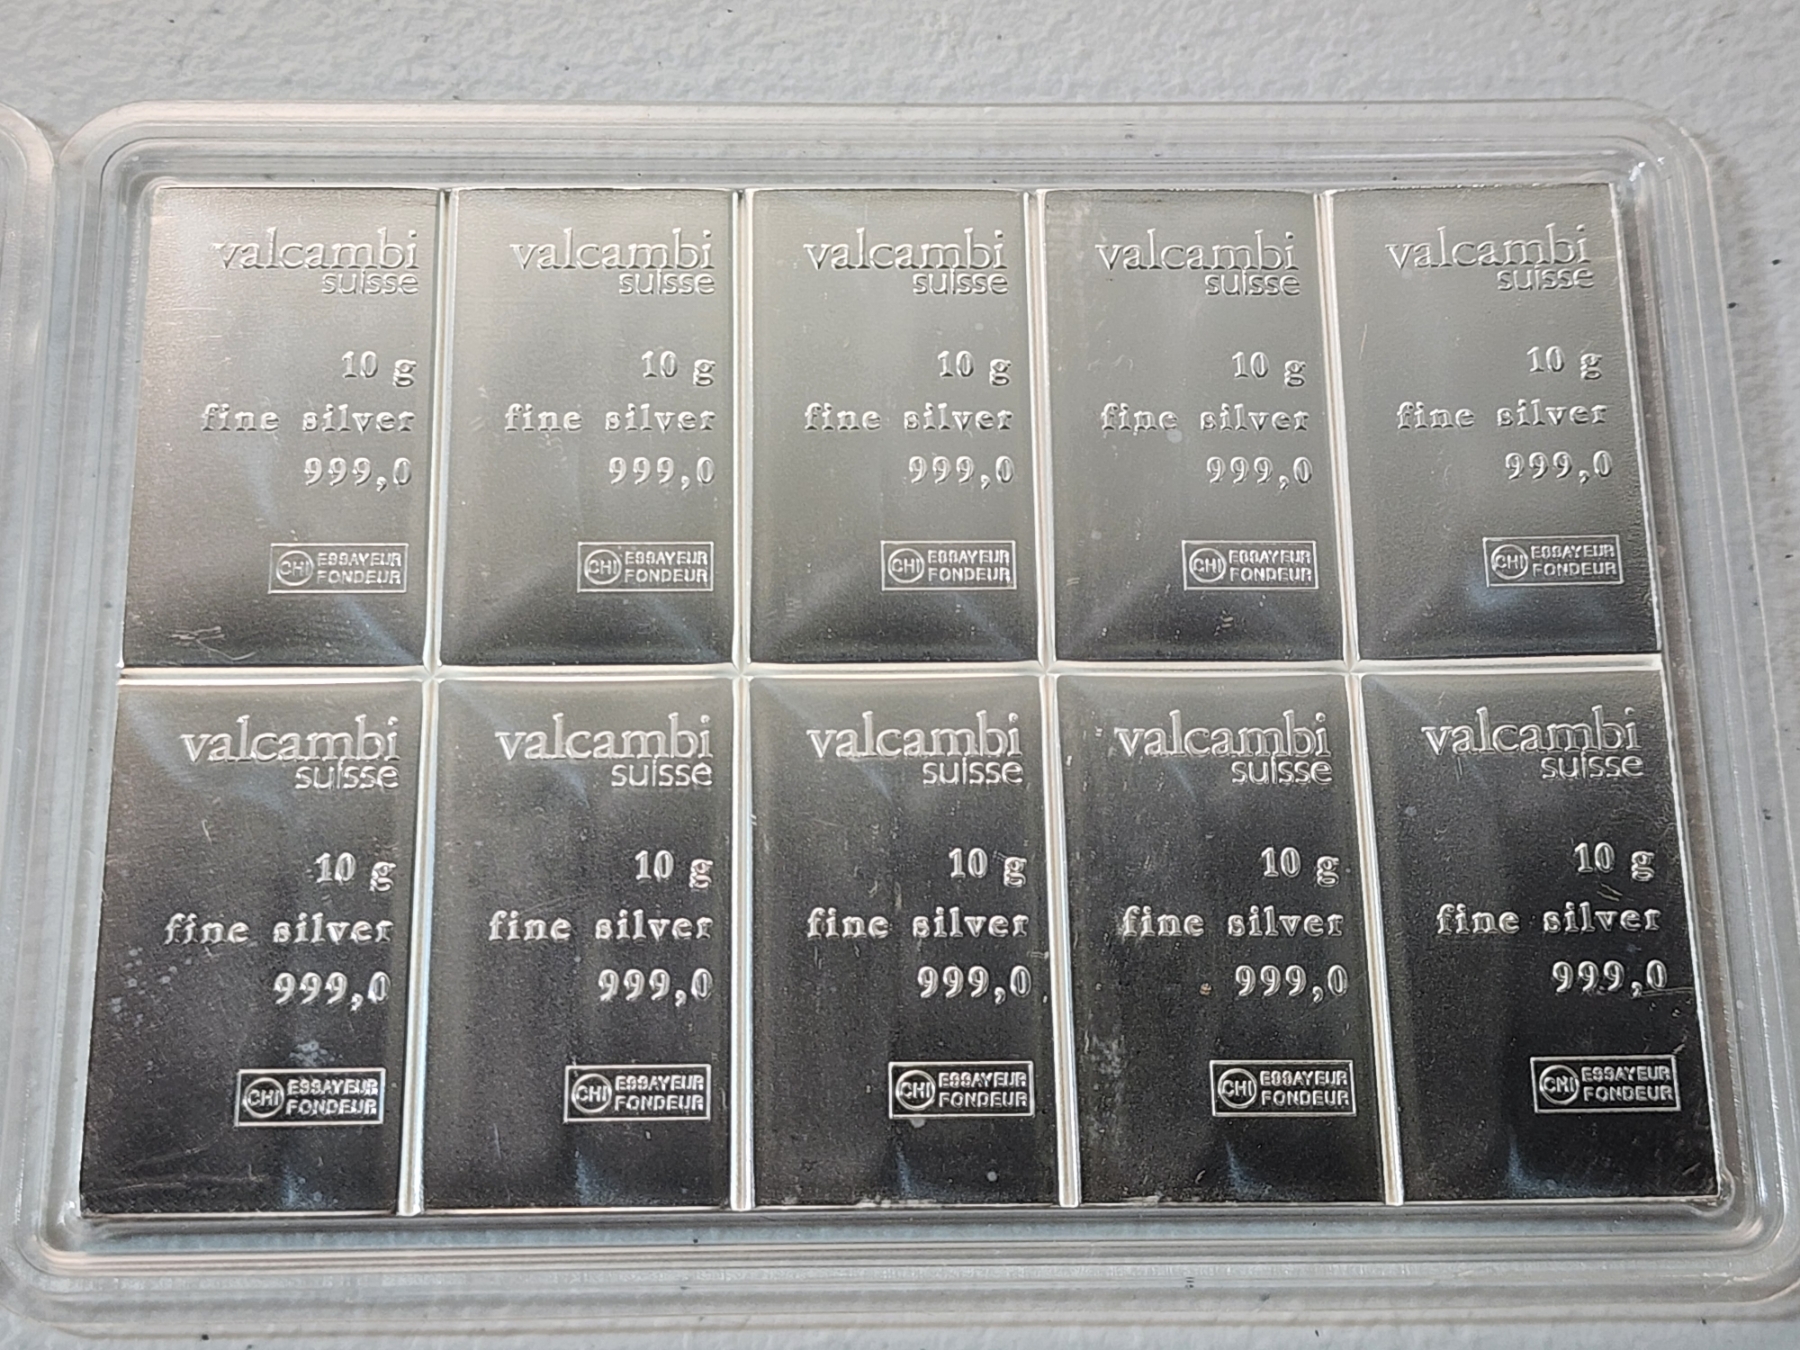 valcambi
suisse
10 g
fine silver
999,0
CHI ESSAYEUR
FONDEUR
valcambi
suisse
10 g
fine silver
999,0
CHI ESSAYEUR
FONDEUR
valcambi
suisse
10 g
fine silver
999,0
CHI ESSAYEUR
FONDEUR
valcambi
suisse
10 g
fine silver
999,0
CHI ESSAYEUR
FONDEUR
valcambi
suisse
10 g
fine silver
999,0
CHI ESSAYEUR
FONDEUR
valcambi
suisse
10 g
fine silver
999,0
CHI ESSAYEUR
FONDEUR
valcambi
suisse
10 g
fine silver
999,0
CHI ESSAYEUR
FONDEUR
valcambi
suisse
10 g
fine silver
999,0
CHI ESSAYEUR
FONDEUR
valcambi
suisse
10 g
fine silver
999,0
CHI ESSAYEUR
FONDEUR
valcambi
suisse
10 g
fine silver
999,0
CHI ESSAYEUR
FONDEUR